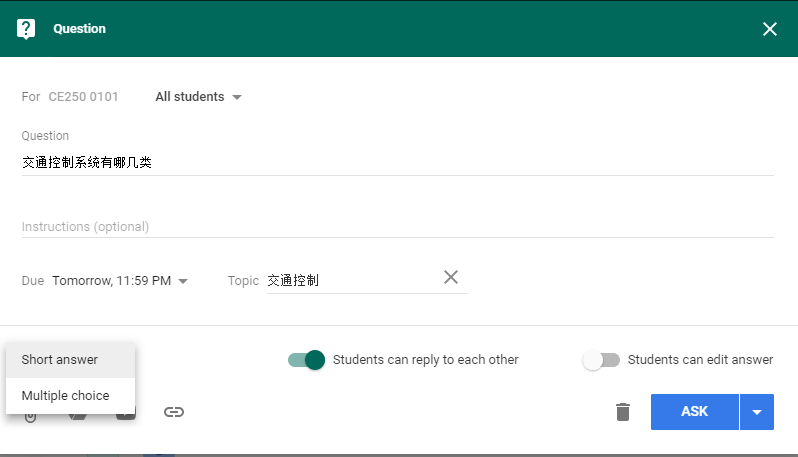 Question
For CE250 0101 All students
Question
交通控制系统有哪几类
Instructions (optional)
Due Tomorrow, 11:59 PM Topic 交通控制
Short answer Students can reply to each other Students can edit answer
Multiple choice
ASK